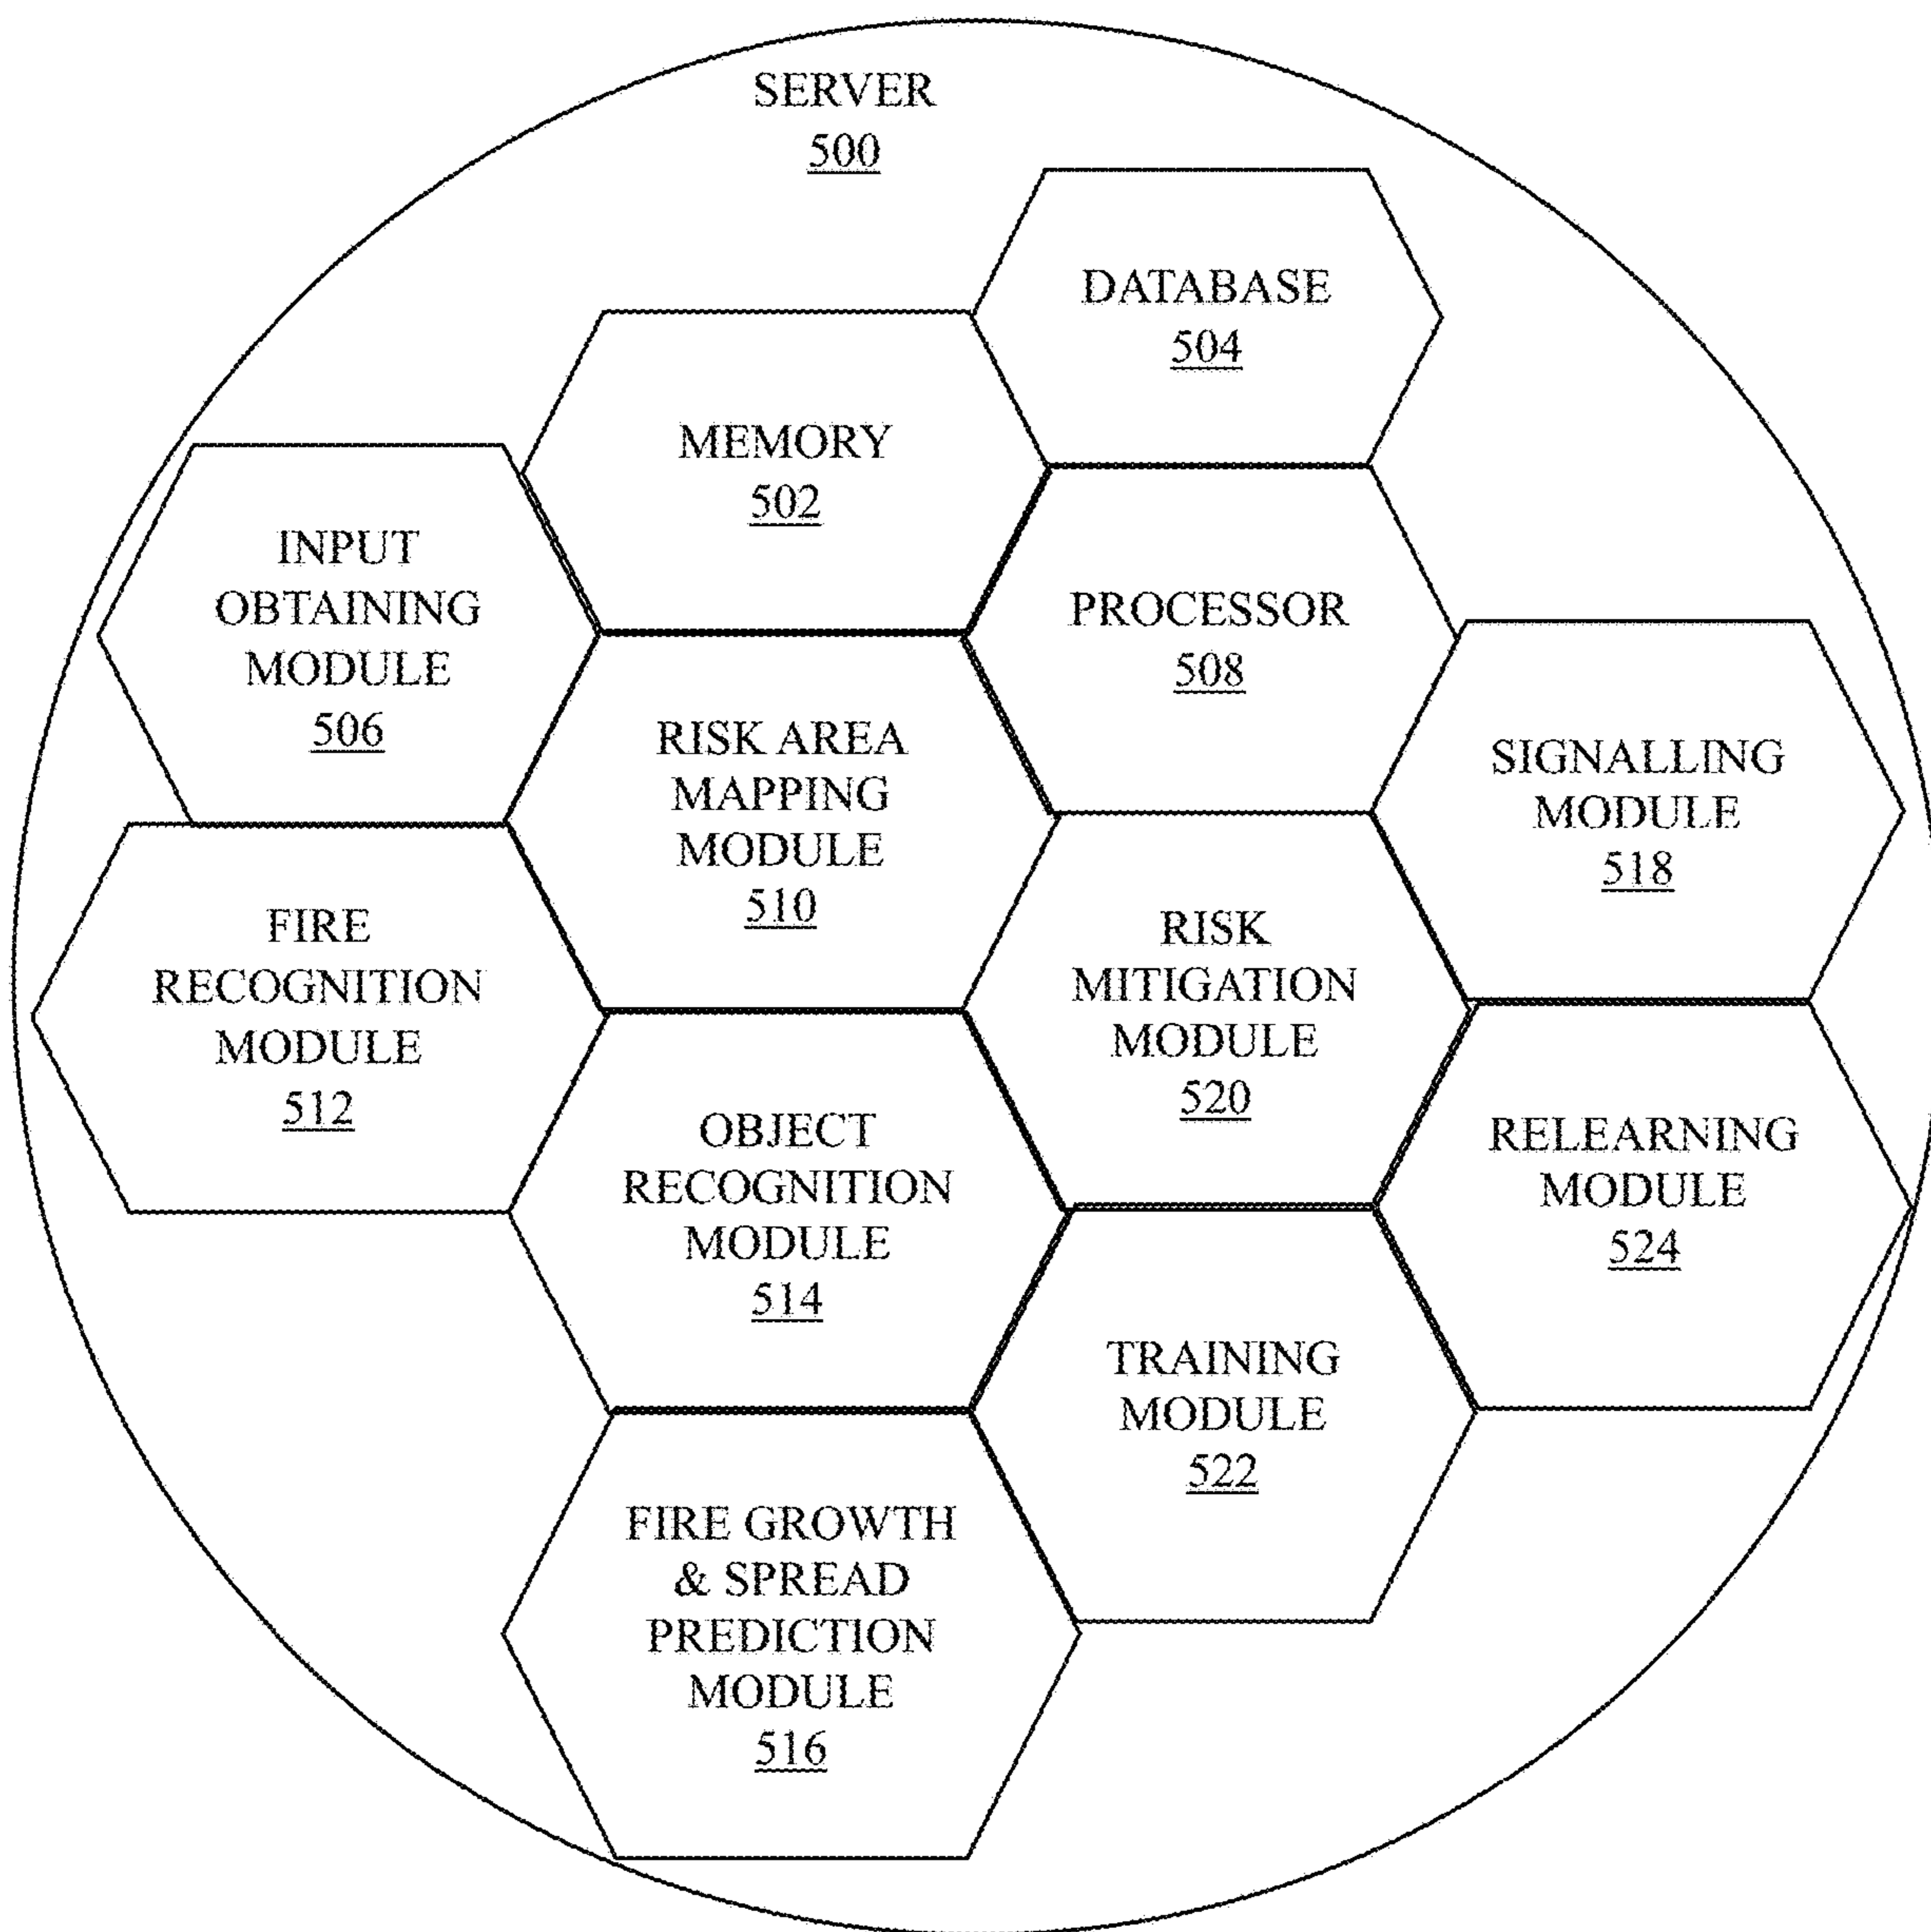 SERVER
500
DATABASE
504
MEMORY
502
INPUT
OBTAINING
MODULE
506
PROCESSOR
508
RISK AREA
MAPPING
MODULE
510
SIGNALLING
MODULE
518
FIRE
RECOGNITION
MODULE
512
RISK
MITIGATION
MODULE
520
OBJECT
RECOGNITION
MODULE
514
RELEARNING
MODULE
524
TRAINING
MODULE
522
FIRE GROWTH
& SPREAD
PREDICTION
MODULE
516